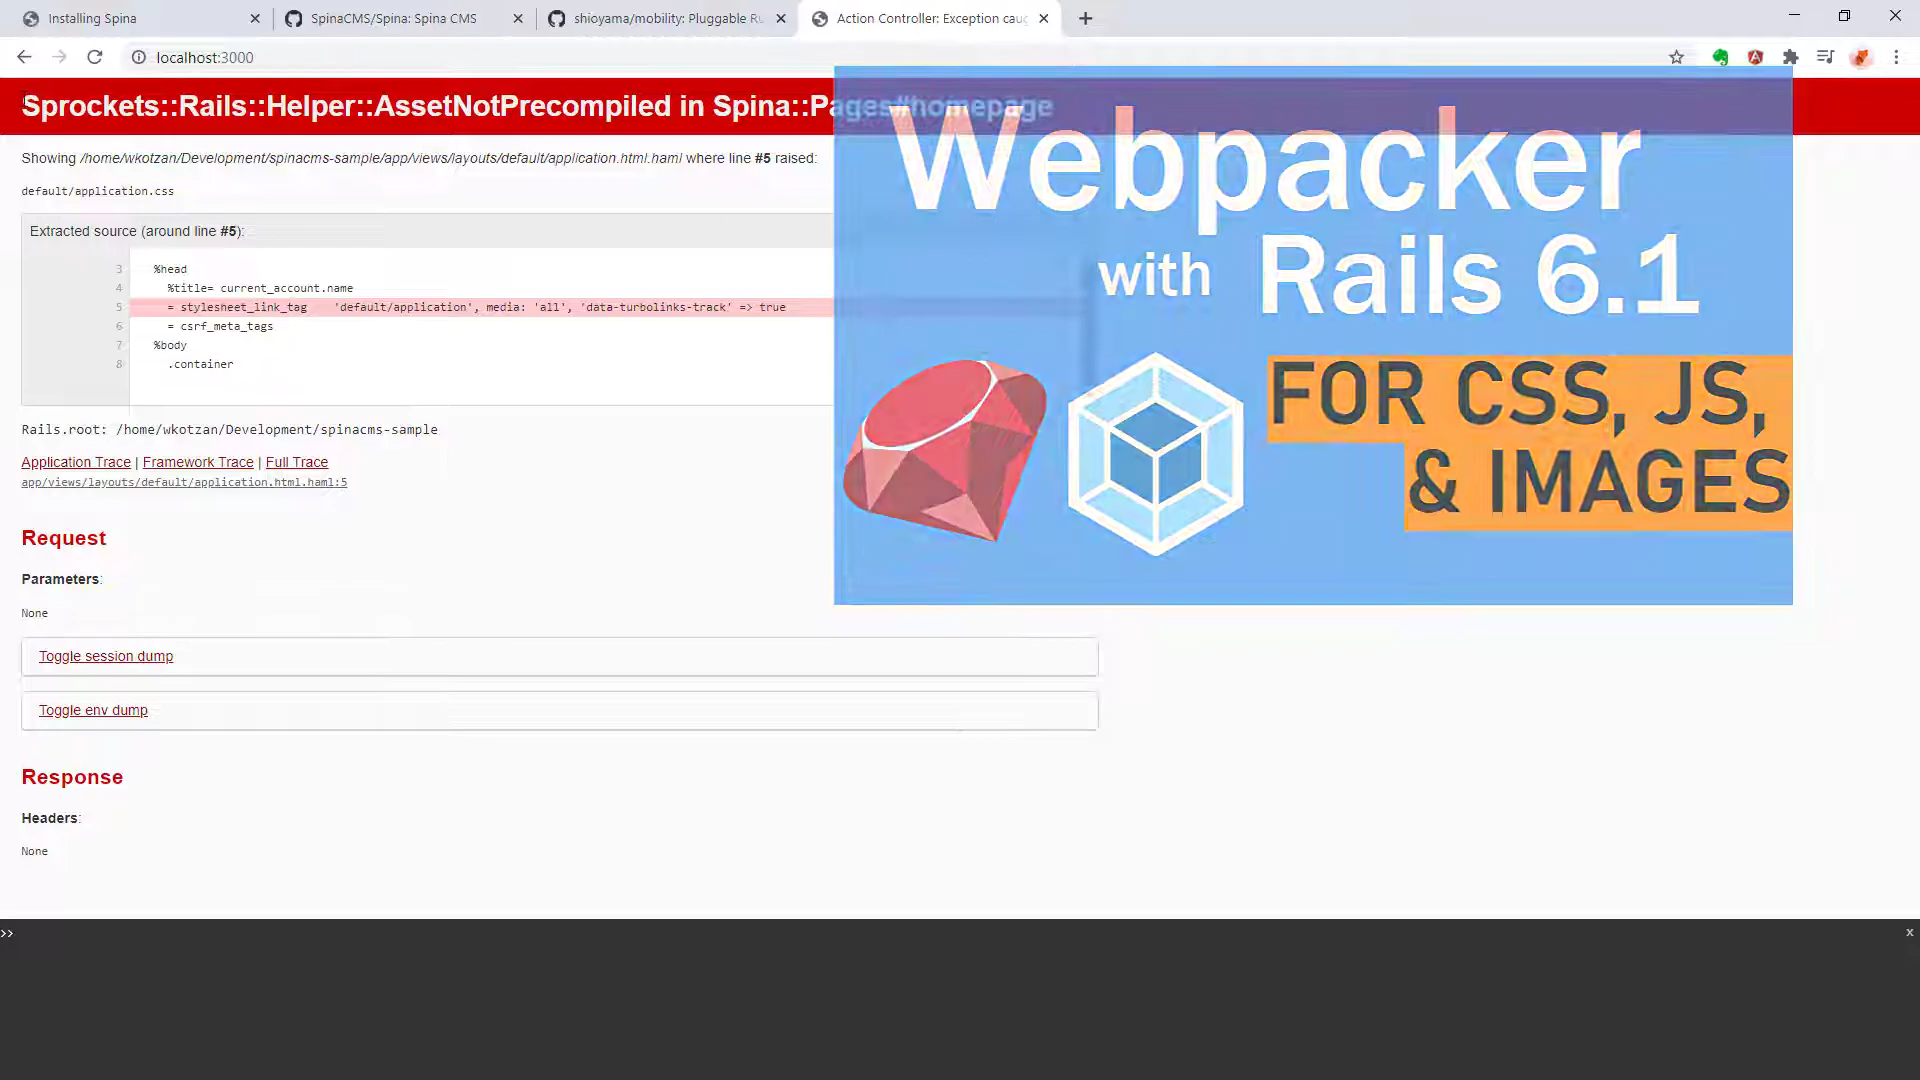 Installing Spina
SpinaCMS/Spina: Spina CMS
shioyama/mobility: Pluggable Ru
Action Controller: Exception cau
localhost:3000
Sprockets::Rails::Helper::AssetNotPrecompiled in Spina::Pages#homepage
Showing /home/wkotzan/Development/spinacms-sample/app/views/layouts/default/application.html.haml where line #5 raised:
default/application.css
Extracted source (around line #5):
3 %head
4 %title= current_account.name
5 = stylesheet_link_tag 'default/application', media: 'all', 'data-turbolinks-track' => true
6 = csrf_meta_tags
7 %body
8 .container
Rails.root: /home/wkotzan/Development/spinacms-sample
Application Trace | Framework Trace | Full Trace
app/views/layouts/default/application.html.haml:5
Request
Parameters:
None
Toggle session dump
Toggle env dump
Response
Headers:
None
>>
x
Webpacker
with Rails 6.1
FOR CSS, JS,
& IMAGES